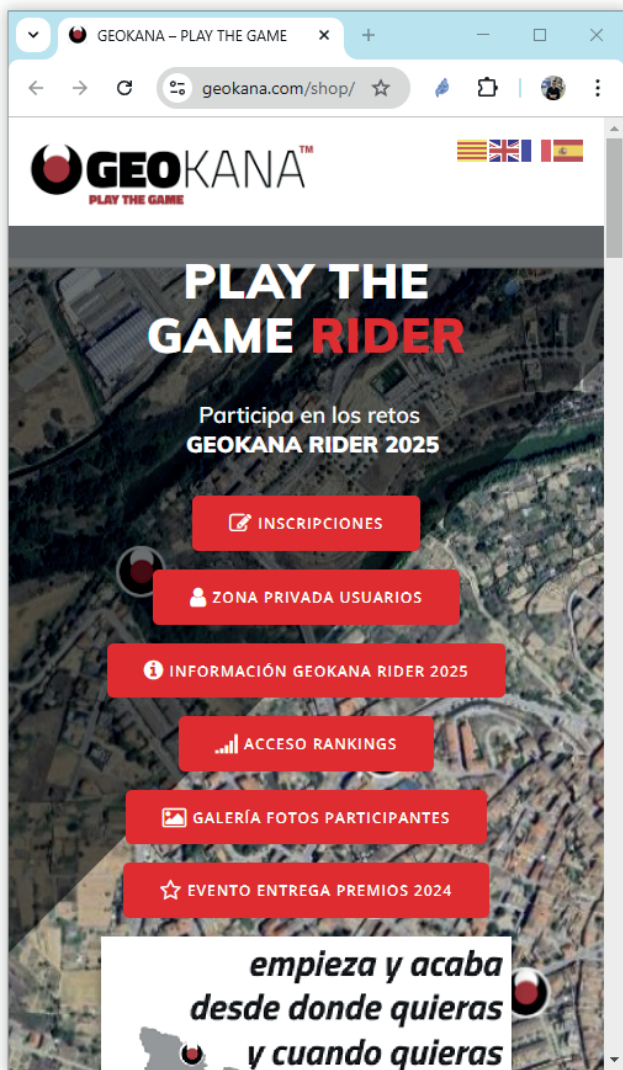 GEOKANA – PLAY THE GAME
geokana.com/shop/
GEOKANA™
PLAY THE GAME
PLAY THE
GAME RIDER
Participa en los retos
GEOKANA RIDER 2025
INSCRIPCIONES
ZONA PRIVADA USUARIOS
INFORMACIÓN GEOKANA RIDER 2025
ACCESO RANKINGS
GALERÍA FOTOS PARTICIPANTES
EVENTO ENTREGA PREMIOS 2024
empieza y acaba
desde donde quieras
y cuando quieras